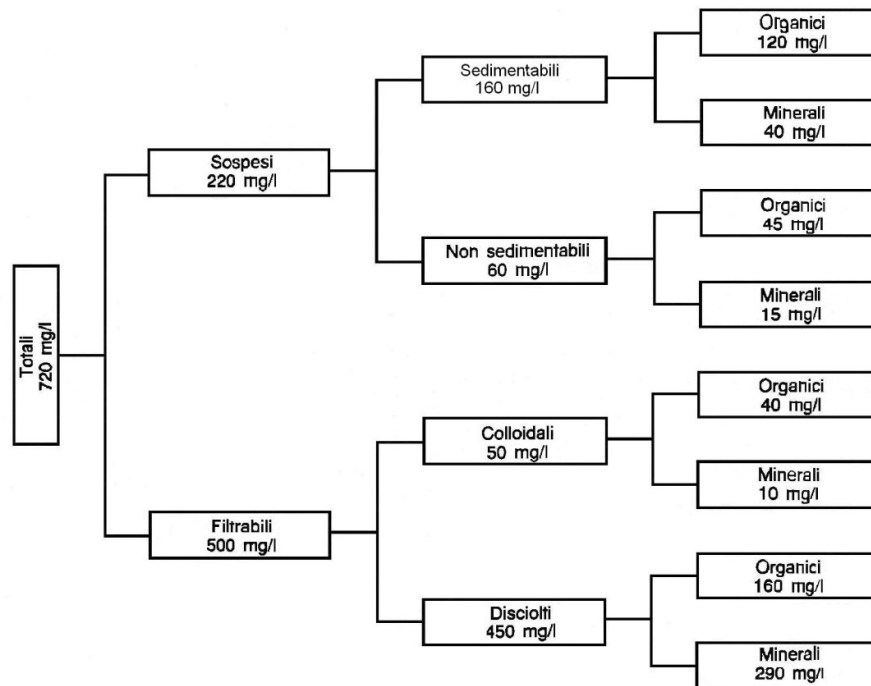 Totali
720 mg/l
Sospesi
220 mg/l
Filtrabili
500 mg/l
Sedimentabili
160 mg/l
Non sedimentabili
60 mg/l
Colloidali
50 mg/l
Disciolti
450 mg/l
Organici
120 mg/l
Minerali
40 mg/l
Organici
45 mg/l
Minerali
15 mg/l
Organici
40 mg/l
Minerali
10 mg/l
Organici
160 mg/l
Minerali
290 mg/l